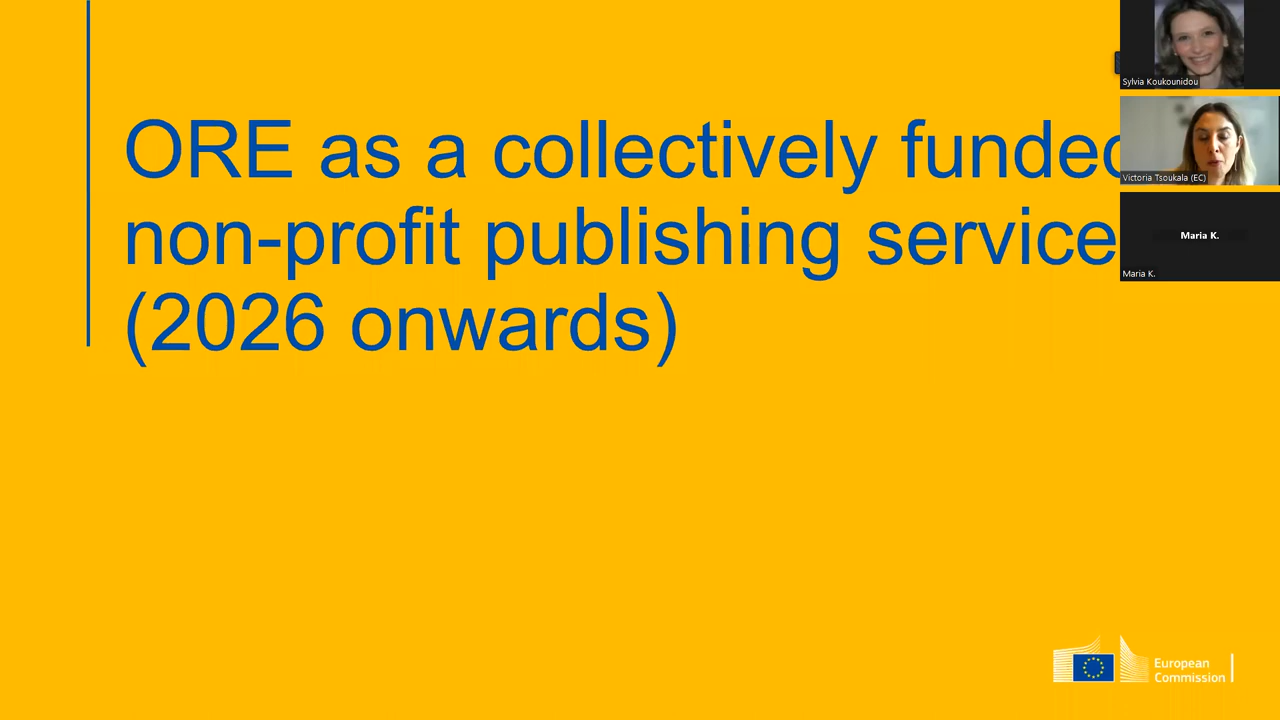 ORE as a collectively funded
non-profit publishing service
(2026 onwards)
Sylvia Koukounidou
Victoria Tsoukala (EC)
Maria K.
Maria K.
European
Commission